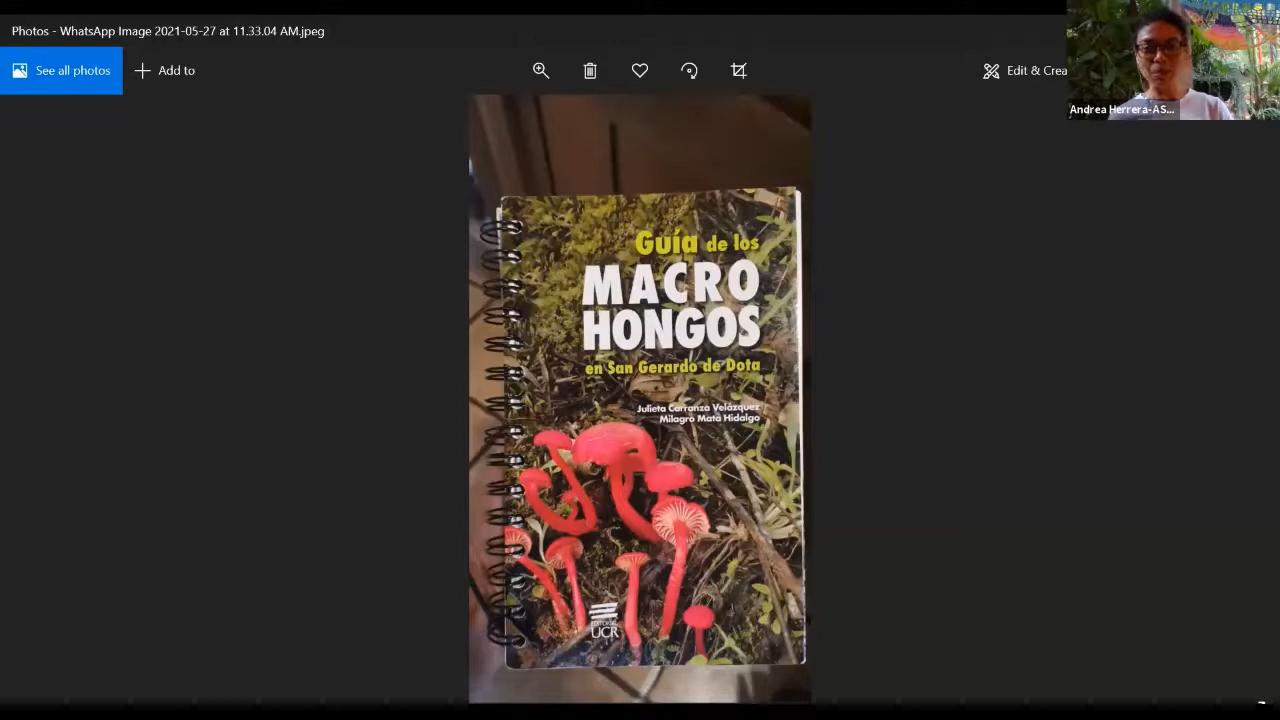 Photos - WhatsApp Image 2021-05-27 at 11.33.04 AM.jpeg
See all photos
Add to
Edit & Crea
Andrea Herrera-AS...
Guía de los
MACRO
HONGOS
en San Gerardo de Dota
Julieta Carranza Velázquez
Milagro Mata Hidalgo
EDITORIAL
UCR